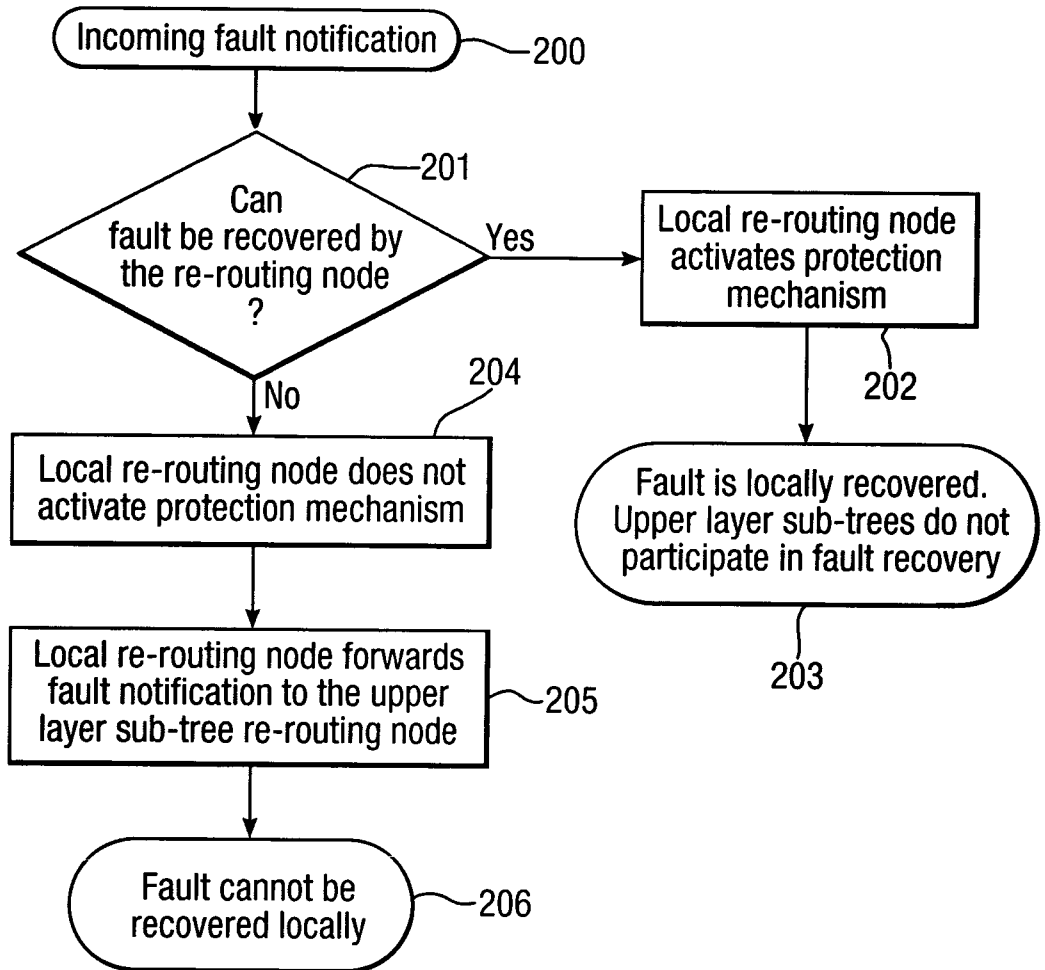 Incoming fault notification
200
201
Can
fault be recovered by
the re-routing node
?
Yes
Local re-routing node
activates protection
mechanism
202
No
204
Local re-routing node does not
activate protection mechanism
Fault is locally recovered.
Upper layer sub-trees do not
participate in fault recovery
203
Local re-routing node forwards
fault notification to the upper
layer sub-tree re-routing node
205
Fault cannot be
recovered locally
206